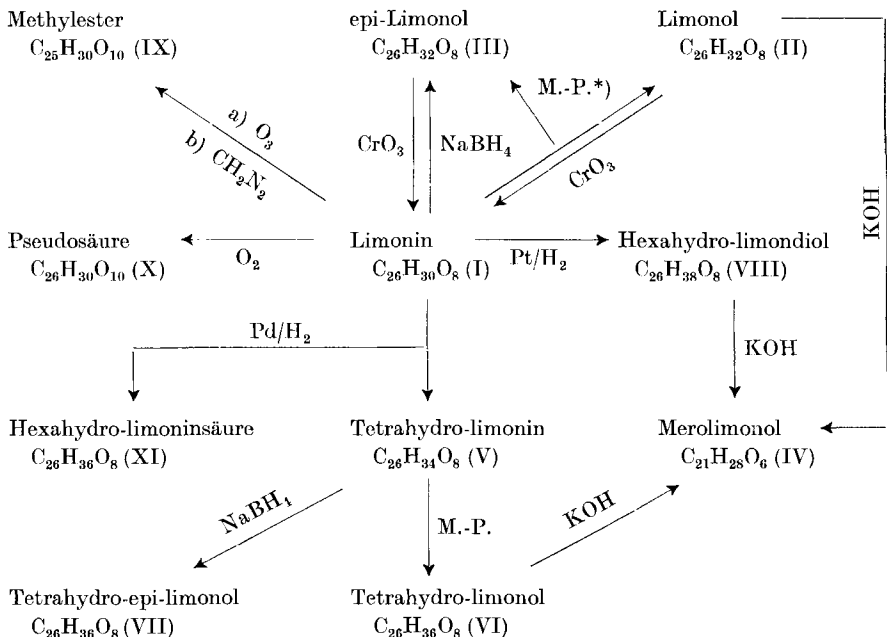 Methylester
C₂₅H₃₀O₁₀ (IX)
epi-Limonol
C₂₆H₃₂O₈ (III)
Limonol
C₂₆H₃₂O₈ (II)
a) O₃
b) CH₂N₂
CrO₃
NaBH₄
M.-P.*)
CrO₃
KOH
Pseudosäure
C₂₆H₃₀O₁₀ (X)
O₂
Limonin
C₂₆H₃₀O₈ (I)
Pt/H₂
Hexahydro-limondiol
C₂₆H₃₈O₈ (VIII)
Pd/H₂
KOH
Hexahydro-limoninsäure
C₂₆H₃₆O₈ (XI)
Tetrahydro-limonin
C₂₆H₃₄O₈ (V)
Merolimonol
C₂₁H₂₈O₆ (IV)
NaBH₄
M.-P.
KOH
Tetrahydro-epi-limonol
C₂₆H₃₆O₈ (VII)
Tetrahydro-limonol
C₂₆H₃₆O₈ (VI)